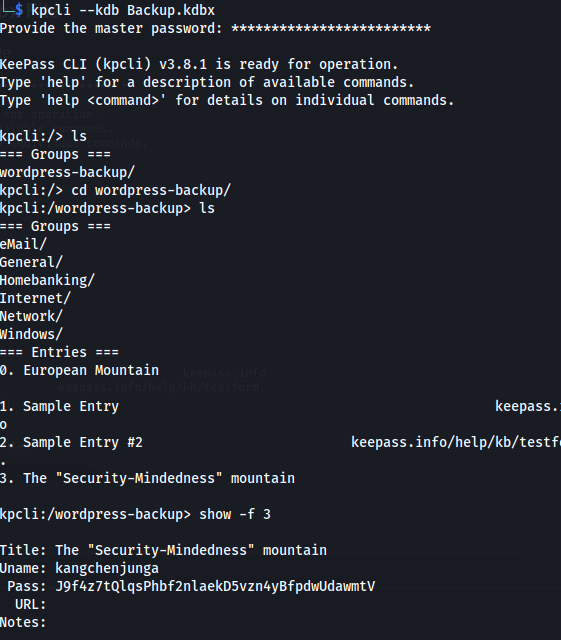 $ kpcli --kdb Backup.kdbx
Provide the master password: *************************
KeePass CLI (kpcli) v3.8.1 is ready for operation.
Type 'help' for a description of available commands.
Type 'help <command>' for details on individual commands.
kpcli:/> ls
=== Groups ===
wordpress-backup/
kpcli:/> cd wordpress-backup/
kpcli:/wordpress-backup> ls
=== Groups ===
eMail/
General/
Homebanking/
Internet/
Network/
Windows/
=== Entries ===
0. European Mountain
1. Sample Entry keepass.
o
2. Sample Entry #2 keepass.info/help/kb/testf
.
3. The "Security-Mindedness" mountain
kpcli:/wordpress-backup> show -f 3
Title: The "Security-Mindedness" mountain
Uname: kangchenjunga
Pass: J9f4z7tQlqsPhbf2nlaekD5vzn4yBfpdwUdawmtV
URL:
Notes: